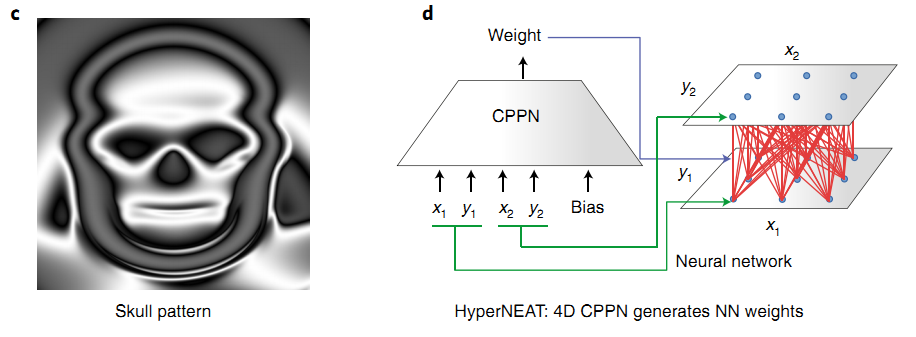 c
Skull pattern
d
Weight
CPPN
x1 y1 x2 y2 Bias
x2
y2
y1
x1
Neural network
HyperNEAT: 4D CPPN generates NN weights